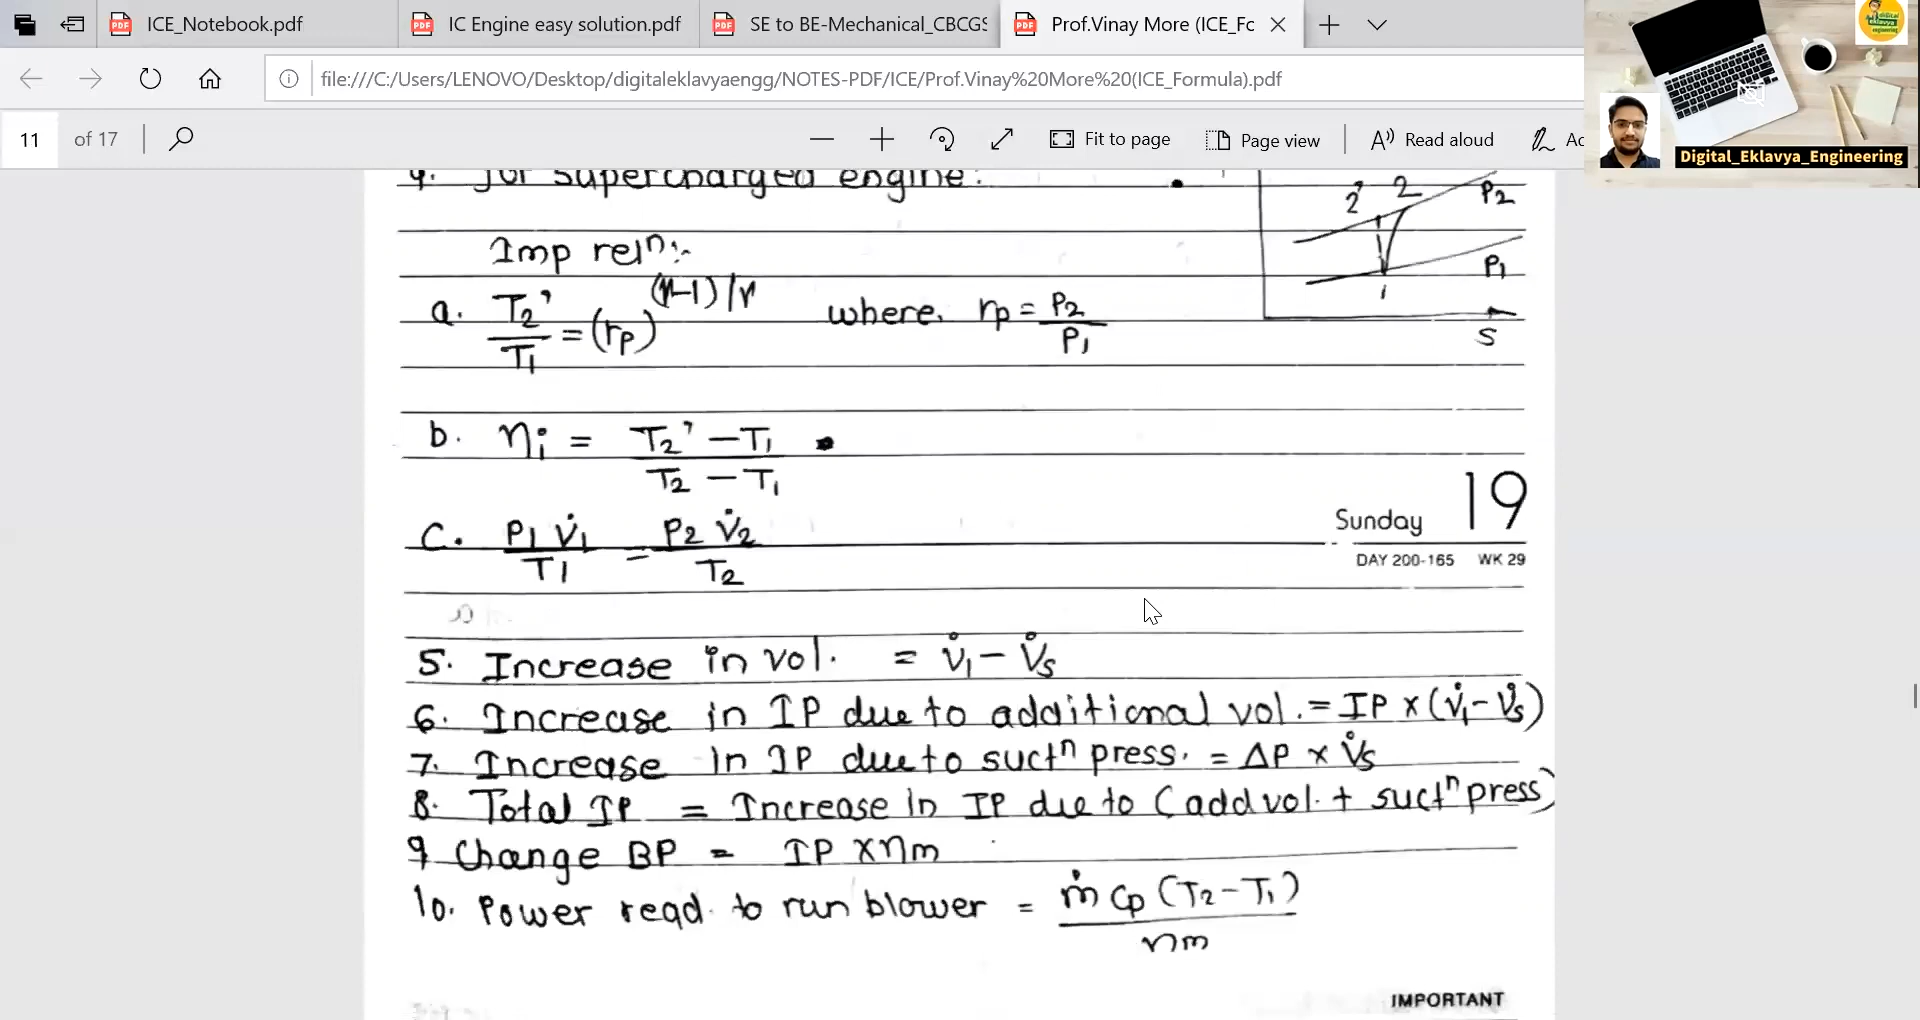 ICE_Notebook.pdf
IC Engine easy solution.pdf
SE to BE-Mechanical_CBCGS
Prof.Vinay More (ICE_Fc
file:///C:/Users/LENOVO/Desktop/digitaleklavyaengg/NOTES-PDF/ICE/Prof.Vinay%20More%20(ICE_Formula).pdf
11 of 17
Fit to page
Page view
Read aloud
Digital_Eklavya_Engineering
4. for supercharged engine:
2' 2 P2
P1
1
S
Imp relⁿ:-
a. T2'/T1 = (rp)^(γ-1)/γ where, rp = P2/P1
b. ηi = T2' - T1 / T2 - T1
C. P1 V̇1 / T1 = P2 V̇2 / T2
Sunday 19
DAY 200-165 WK 29
5. Increase in vol. = V̇1 - V̇s
6. Increase in IP due to additional vol. = IP x (V̇1 - V̇s)
7. Increase in IP due to suctⁿ press. = ΔP x V̇s
8. Total IP = Increase in IP due to (add vol. + suctⁿ press)
9 Change BP = IP x ηm
10. Power reqd. to run blower = ṁ Cp (T2 - T1) / ηm
IMPORTANT